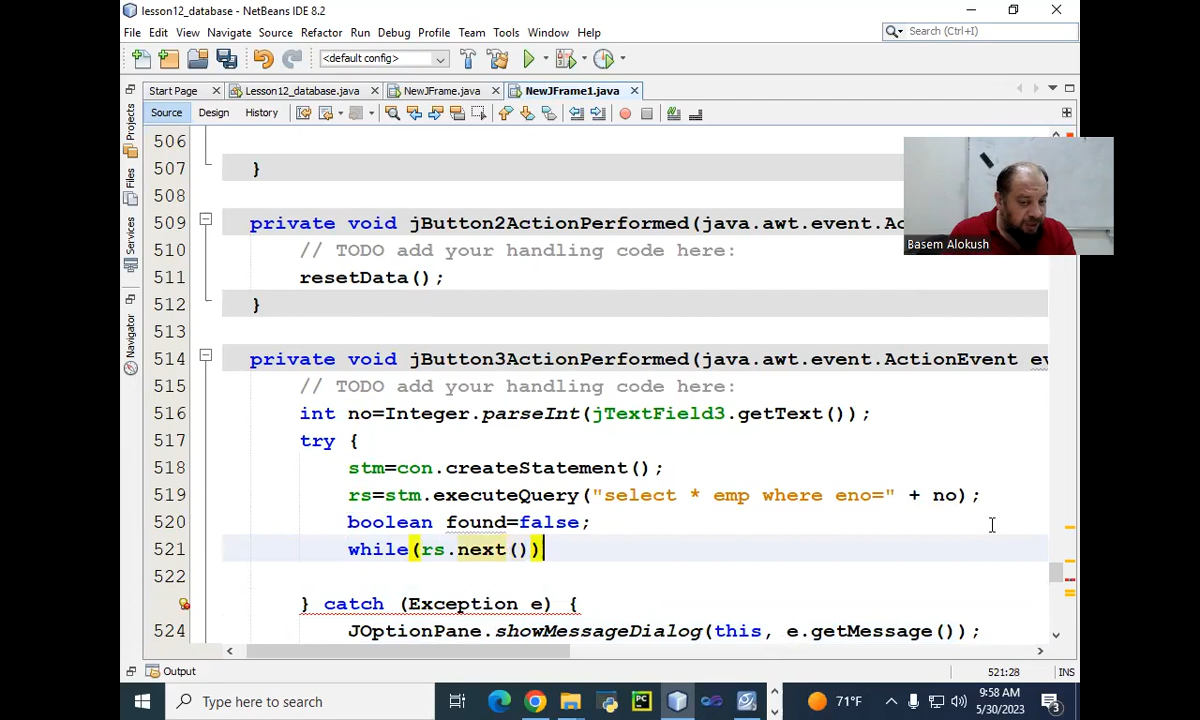 lesson12_database - NetBeans IDE 8.2
File Edit View Navigate Source Refactor Run Debug Profile Team Tools Window Help
Search (Ctrl+I)
<default config>
Start Page Lesson12_database.java NewJFrame.java NewJFrame1.java
Source Design History
Projects
Files
Services
Navigator
506
507 }
508
509 private void jButton2ActionPerformed(java.awt.event.Ac
510 // TODO add your handling code here:
511 resetData();
512 }
513
514 private void jButton3ActionPerformed(java.awt.event.ActionEvent ev
515 // TODO add your handling code here:
516 int no=Integer.parseInt(jTextField3.getText());
517 try {
518 stm=con.createStatement();
519 rs=stm.executeQuery("select * emp where eno=" + no);
520 boolean found=false;
521 while(rs.next())
522
} catch (Exception e) {
524 JOptionPane.showMessageDialog(this, e.getMessage());
Basem Alokush
Output
521:28 INS
Type here to search
PC
71°F
9:58 AM
5/30/2023
3